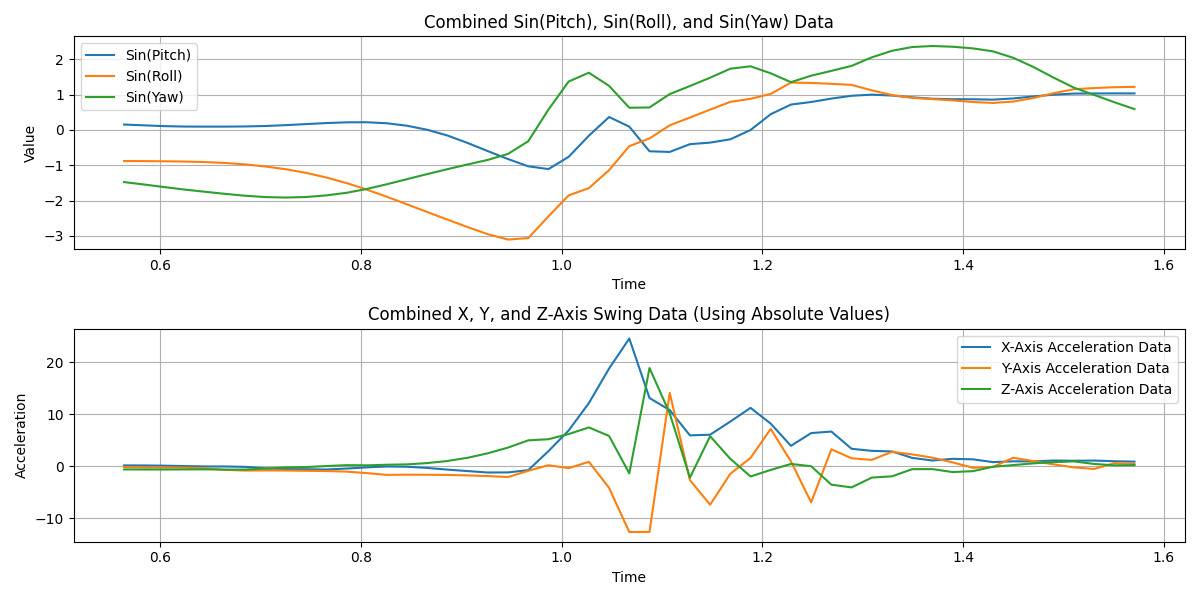 Combined Sin(Pitch), Sin(Roll), and Sin(Yaw) Data
Sin(Pitch)
Sin(Roll)
Sin(Yaw)
2
1
0
−1
−2
−3
Value
0.6 0.8 1.0 1.2 1.4 1.6
Time
Combined X, Y, and Z-Axis Swing Data (Using Absolute Values)
X-Axis Acceleration Data
Y-Axis Acceleration Data
Z-Axis Acceleration Data
20
10
0
−10
Acceleration
0.6 0.8 1.0 1.2 1.4 1.6
Time